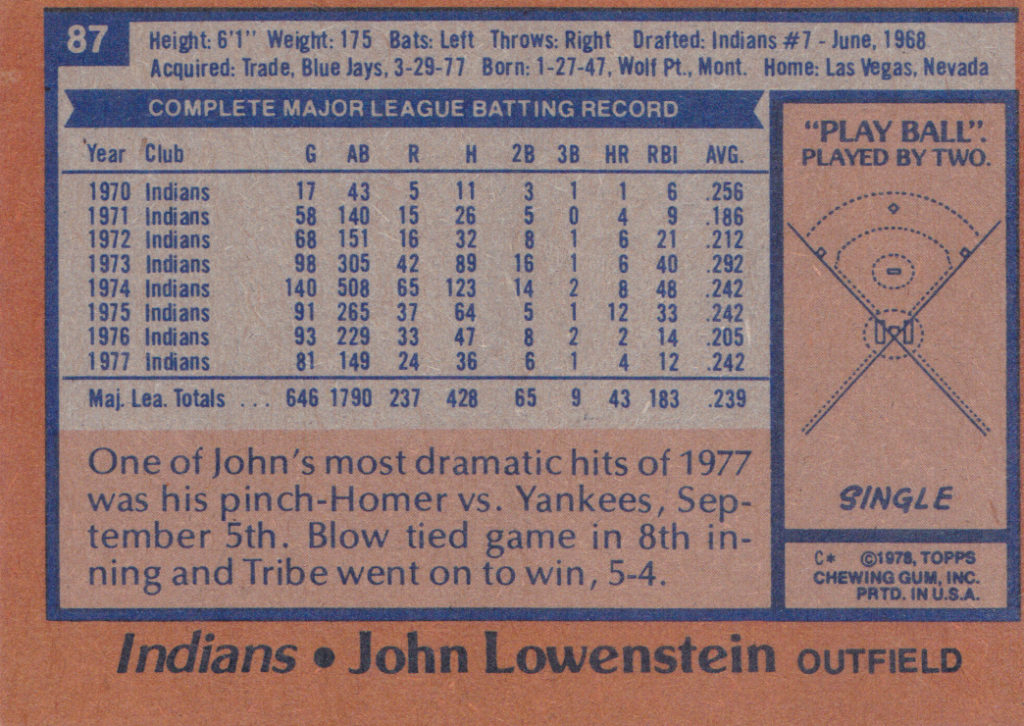 87
Height: 6'1" Weight: 175 Bats: Left Throws: Right Drafted: Indians #7 - June, 1968
Acquired: Trade, Blue Jays, 3-29-77 Born: 1-27-47, Wolf Pt., Mont. Home: Las Vegas, Nevada
COMPLETE MAJOR LEAGUE BATTING RECORD
Year Club G AB R H 2B 3B HR RBI AVG.
1970 Indians 17 43 5 11 3 1 1 6 .256
1971 Indians 58 140 15 26 5 0 4 9 .186
1972 Indians 68 151 16 32 8 1 6 21 .212
1973 Indians 98 305 42 89 16 1 6 40 .292
1974 Indians 140 508 65 123 14 2 8 48 .242
1975 Indians 91 265 37 64 5 1 12 33 .242
1976 Indians 93 229 33 47 8 2 2 14 .205
1977 Indians 81 149 24 36 6 1 4 12 .242
Maj. Lea. Totals ... 646 1790 237 428 65 9 43 183 .239
One of John's most dramatic hits of 1977
was his pinch-Homer vs. Yankees, Sep-
tember 5th. Blow tied game in 8th in-
ning and Tribe went on to win, 5-4.
"PLAY BALL".
PLAYED BY TWO.
SINGLE
C* ©1978, TOPPS
CHEWING GUM, INC.
PRTD. IN U.S.A.
Indians • John Lowenstein OUTFIELD